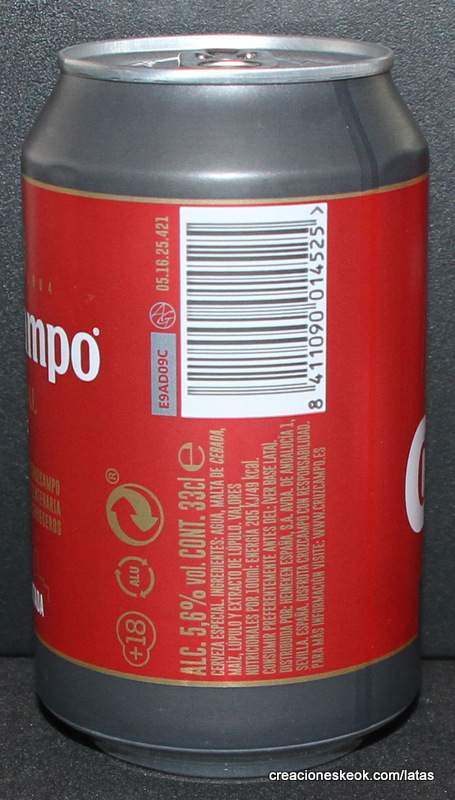 mpo®
CRUZCAMPO
E9AD09C
05.16.25.421
8 411090 014525 >
+18
ALU
®
ALC. 5,6% vol. CONT. 33cl e
CERVEZA ESPECIAL. INGREDIENTES: AGUA, MALTA DE CEBADA,
MAÍZ, LÚPULO Y EXTRACTO DE LÚPULO. VALORES
NUTRICIONALES POR 100ml: ENERGÍA 205 kJ/49 kcal.
CONSUMIR PREFERENTEMENTE ANTES DEL: (VER BASE LATA).
DISTRIBUIDA POR: HEINEKEN ESPAÑA, S.A. AVDA. DE ANDALUCÍA 1,
SEVILLA. ESPAÑA. DISFRUTA CRUZCAMPO CON RESPONSABILIDAD.
PARA MÁS INFORMACIÓN VISITE: WWW.CRUZCAMPO.ES
creacioneskeok.com/latas